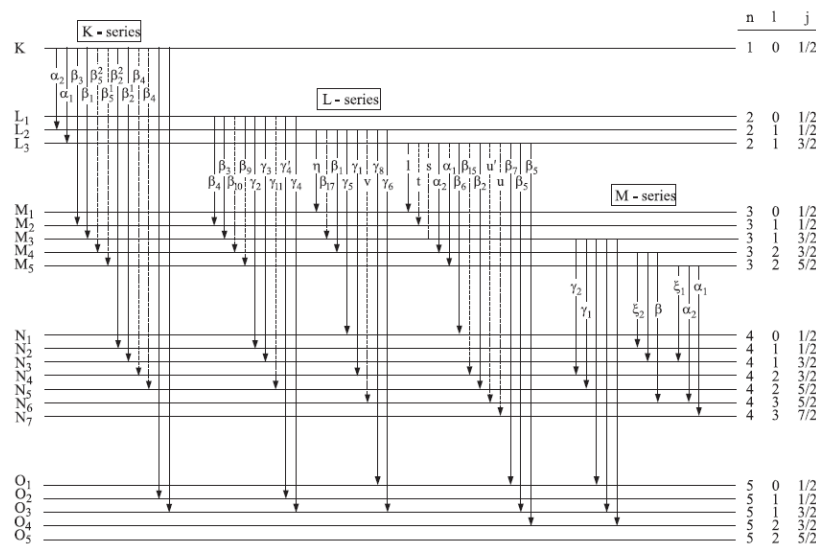 n l j
K - series
K 1 0 1/2
α₂ β₃ β₅² β₂² β₄
α₁ β₁ β₅¹ β₂¹ β₄
L - series
L₁ 2 0 1/2
L₂ 2 1 1/2
L₃ 2 1 3/2
β₃ β₉ γ₃ γ₄' η β₁ γ₁ γ₈ l s α₁ β₁₅ u' β₇ β₅
β₄ β₁₀ γ₂ γ₁₁ γ₄ β₁₇ γ₅ v γ₆ t α₂ β₆ β₂ u β₅
M - series
M₁ 3 0 1/2
M₂ 3 1 1/2
M₃ 3 1 3/2
M₄ 3 2 3/2
M₅ 3 2 5/2
γ₂ ξ₁ α₁
γ₁ ξ₂ β α₂
N₁ 4 0 1/2
N₂ 4 1 1/2
N₃ 4 1 3/2
N₄ 4 2 3/2
N₅ 4 2 5/2
N₆ 4 3 5/2
N₇ 4 3 7/2
O₁ 5 0 1/2
O₂ 5 1 1/2
O₃ 5 1 3/2
O₄ 5 2 3/2
O₅ 5 2 5/2